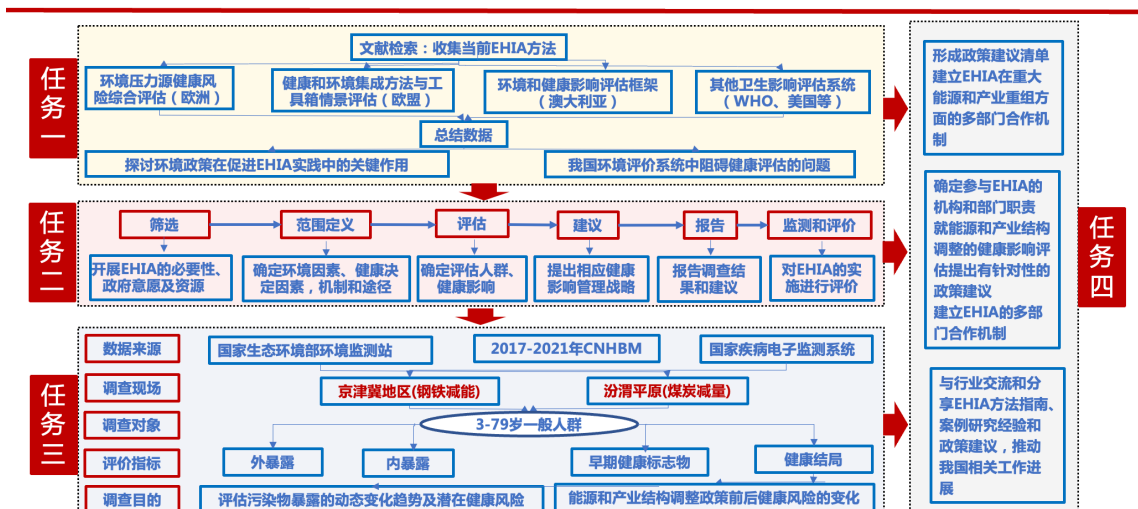 任务一
文献检索：收集当前EHIA方法
环境压力源健康风
险综合评估（欧洲）
健康和环境集成方法与工
具箱情景评估（欧盟）
环境和健康影响评估框架
（澳大利亚）
其他卫生影响评估系统
（WHO、美国等）
总结数据
探讨环境政策在促进EHIA实践中的关键作用
我国环境评价系统中阻碍健康评估的问题
任务二
筛选
范围定义
评估
建议
报告
监测和评价
开展EHIA的必要性、
政府意愿及资源
确定环境因素、健康决
定因素，机制和途径
确定评估人群、
健康影响
提出相应健康
影响管理战略
报告调查结
果和建议
对EHIA的实
施进行评价
任务三
数据来源
国家生态环境部环境监测站
2017-2021年CNHBM
国家疾病电子监测系统
调查现场
京津冀地区(钢铁减能)
汾渭平原(煤炭减量)
调查对象
3-79岁一般人群
评价指标
外暴露
内暴露
早期健康标志物
健康结局
调查目的
评估污染物暴露的动态变化趋势及潜在健康风险
能源和产业结构调整政策前后健康风险的变化
任务四
形成政策建议清单
建立EHIA在重大
能源和产业重组方
面的多部门合作机
制
确定参与EHIA的
机构和部门职责
就能源和产业结构
调整的健康影响评
估提出有针对性的
政策建议
建立EHIA的多部
门合作机制
与行业交流和分
享EHIA方法指南、
案例研究经验和
政策建议，推动
我国相关工作进
展